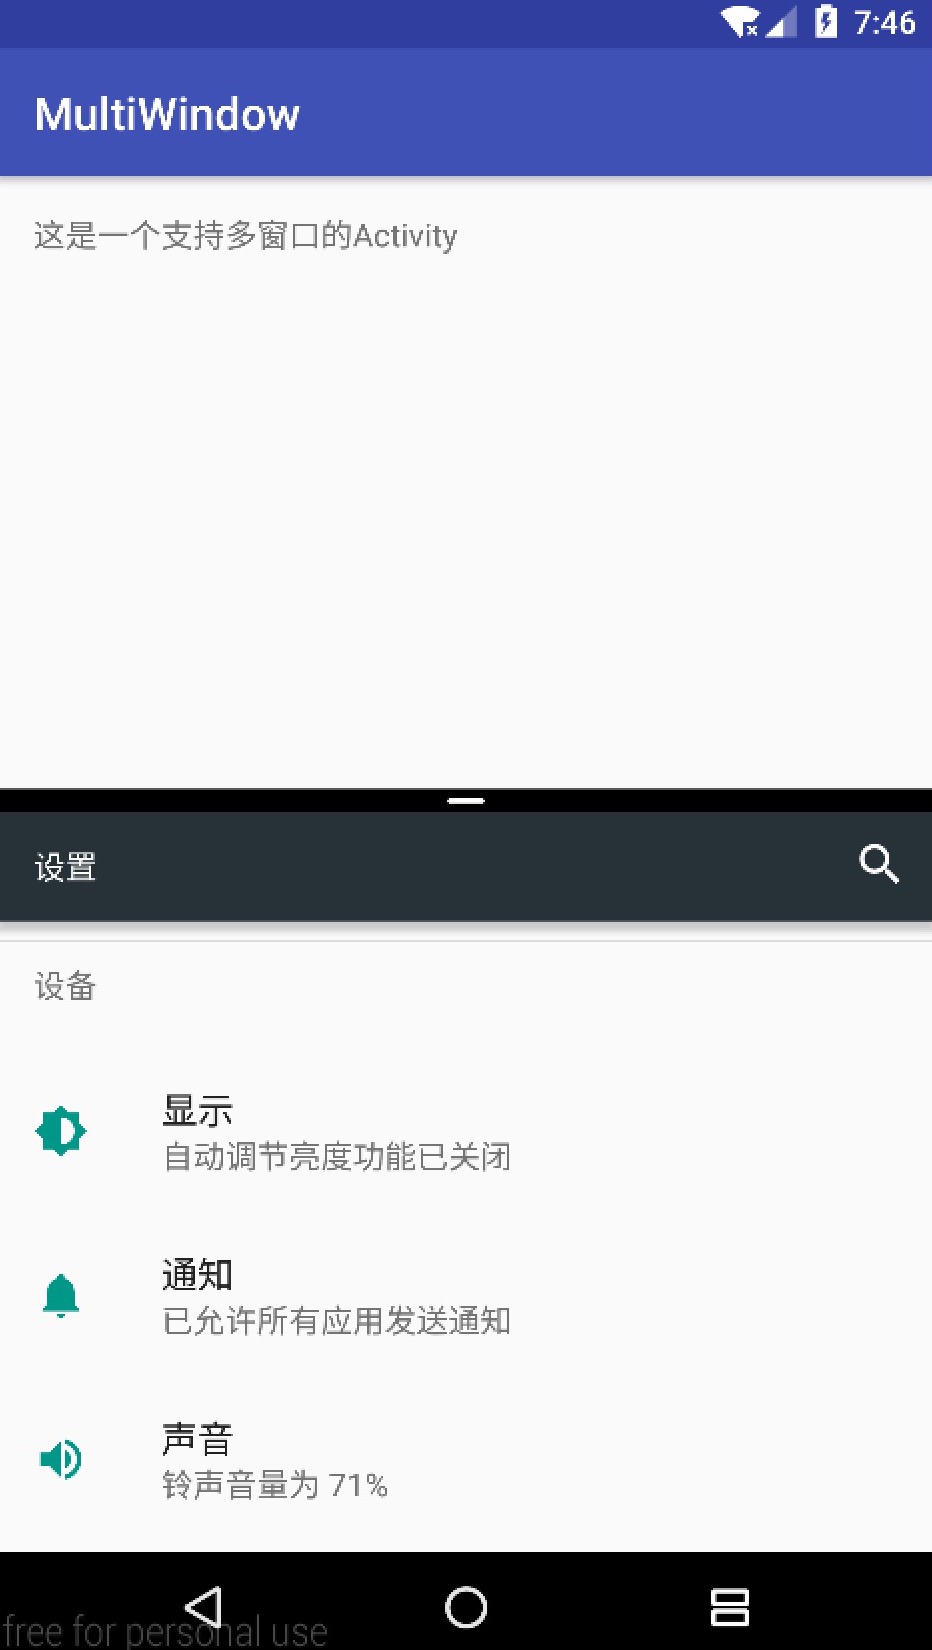 7:46
MultiWindow
这是一个支持多窗口的Activity
设置
设备
显示
自动调节亮度功能已关闭
通知
已允许所有应用发送通知
声音
铃声音量为 71%
free for personal use